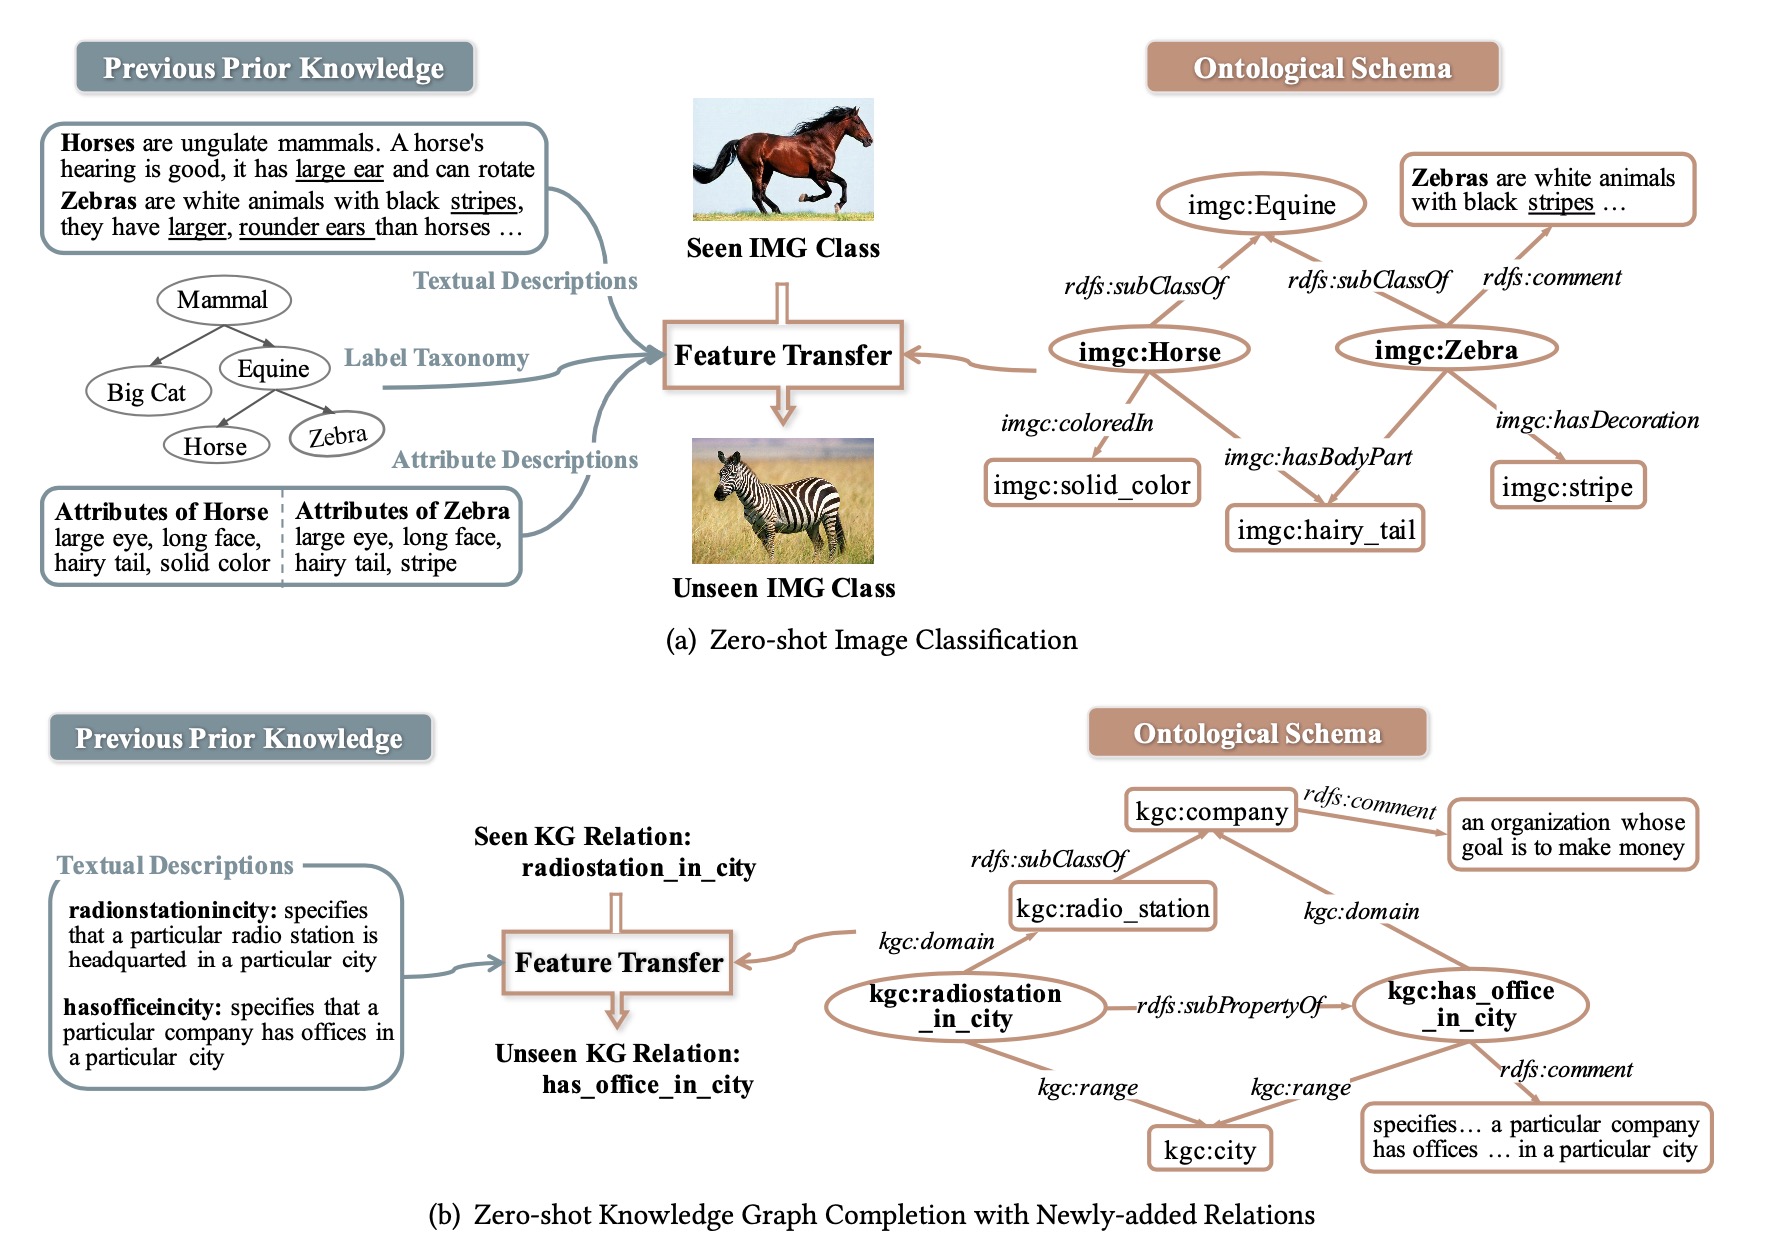 Previous Prior Knowledge
Ontological Schema
Horses are ungulate mammals. A horse's
hearing is good, it has large ear and can rotate
Zebras are white animals with black stripes,
they have larger, rounder ears than horses …
Textual Descriptions
Mammal
Big Cat
Equine
Horse
Zebra
Label Taxonomy
Attribute Descriptions
Attributes of Horse
large eye, long face,
hairy tail, solid color
Attributes of Zebra
large eye, long face,
hairy tail, stripe
Seen IMG Class
Feature Transfer
Unseen IMG Class
imgc:Equine
Zebras are white animals
with black stripes …
rdfs:subClassOf
rdfs:subClassOf
rdfs:comment
imgc:Horse
imgc:Zebra
imgc:coloredIn
imgc:hasBodyPart
imgc:hasDecoration
imgc:solid_color
imgc:hairy_tail
imgc:stripe
(a) Zero-shot Image Classification
Previous Prior Knowledge
Ontological Schema
Textual Descriptions
radionstationincity: specifies
that a particular radio station is
headquarted in a particular city
hasofficeincity: specifies that a
particular company has offices in
a particular city
Seen KG Relation:
radiostation_in_city
Feature Transfer
Unseen KG Relation:
has_office_in_city
kgc:company
rdfs:comment
an organization whose
goal is to make money
rdfs:subClassOf
kgc:radio_station
kgc:domain
kgc:domain
kgc:radiostation
_in_city
rdfs:subPropertyOf
kgc:has_office
_in_city
kgc:range
kgc:range
rdfs:comment
kgc:city
specifies… a particular company
has offices … in a particular city
(b) Zero-shot Knowledge Graph Completion with Newly-added Relations